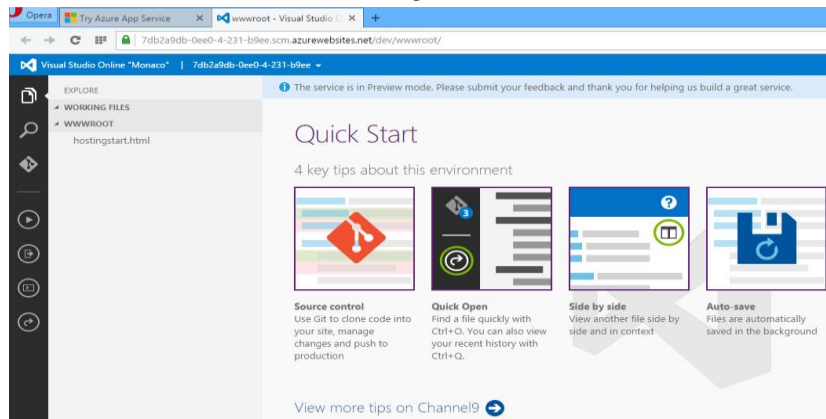 Opera
Try Azure App Service
wwwroot - Visual Studio O
7db2a9db-0ee0-4-231-b9ee.scm.azurewebsites.net/dev/wwwroot/
Visual Studio Online "Monaco" | 7db2a9db-0ee0-4-231-b9ee
EXPLORE
The service is in Preview mode. Please submit your feedback and thank you for helping us build a great service.
WORKING FILES
WWWROOT
hostingstart.html
Quick Start
4 key tips about this environment
3
?
Source control
Use Git to clone code into
your site, manage
changes and push to
production
Quick Open
Find a file quickly with
Ctrl+O. You can also view
your recent history with
Ctrl+Q.
Side by side
View another file side by
side and in context
Auto-save
Files are automatically
saved in the background
View more tips on Channel9